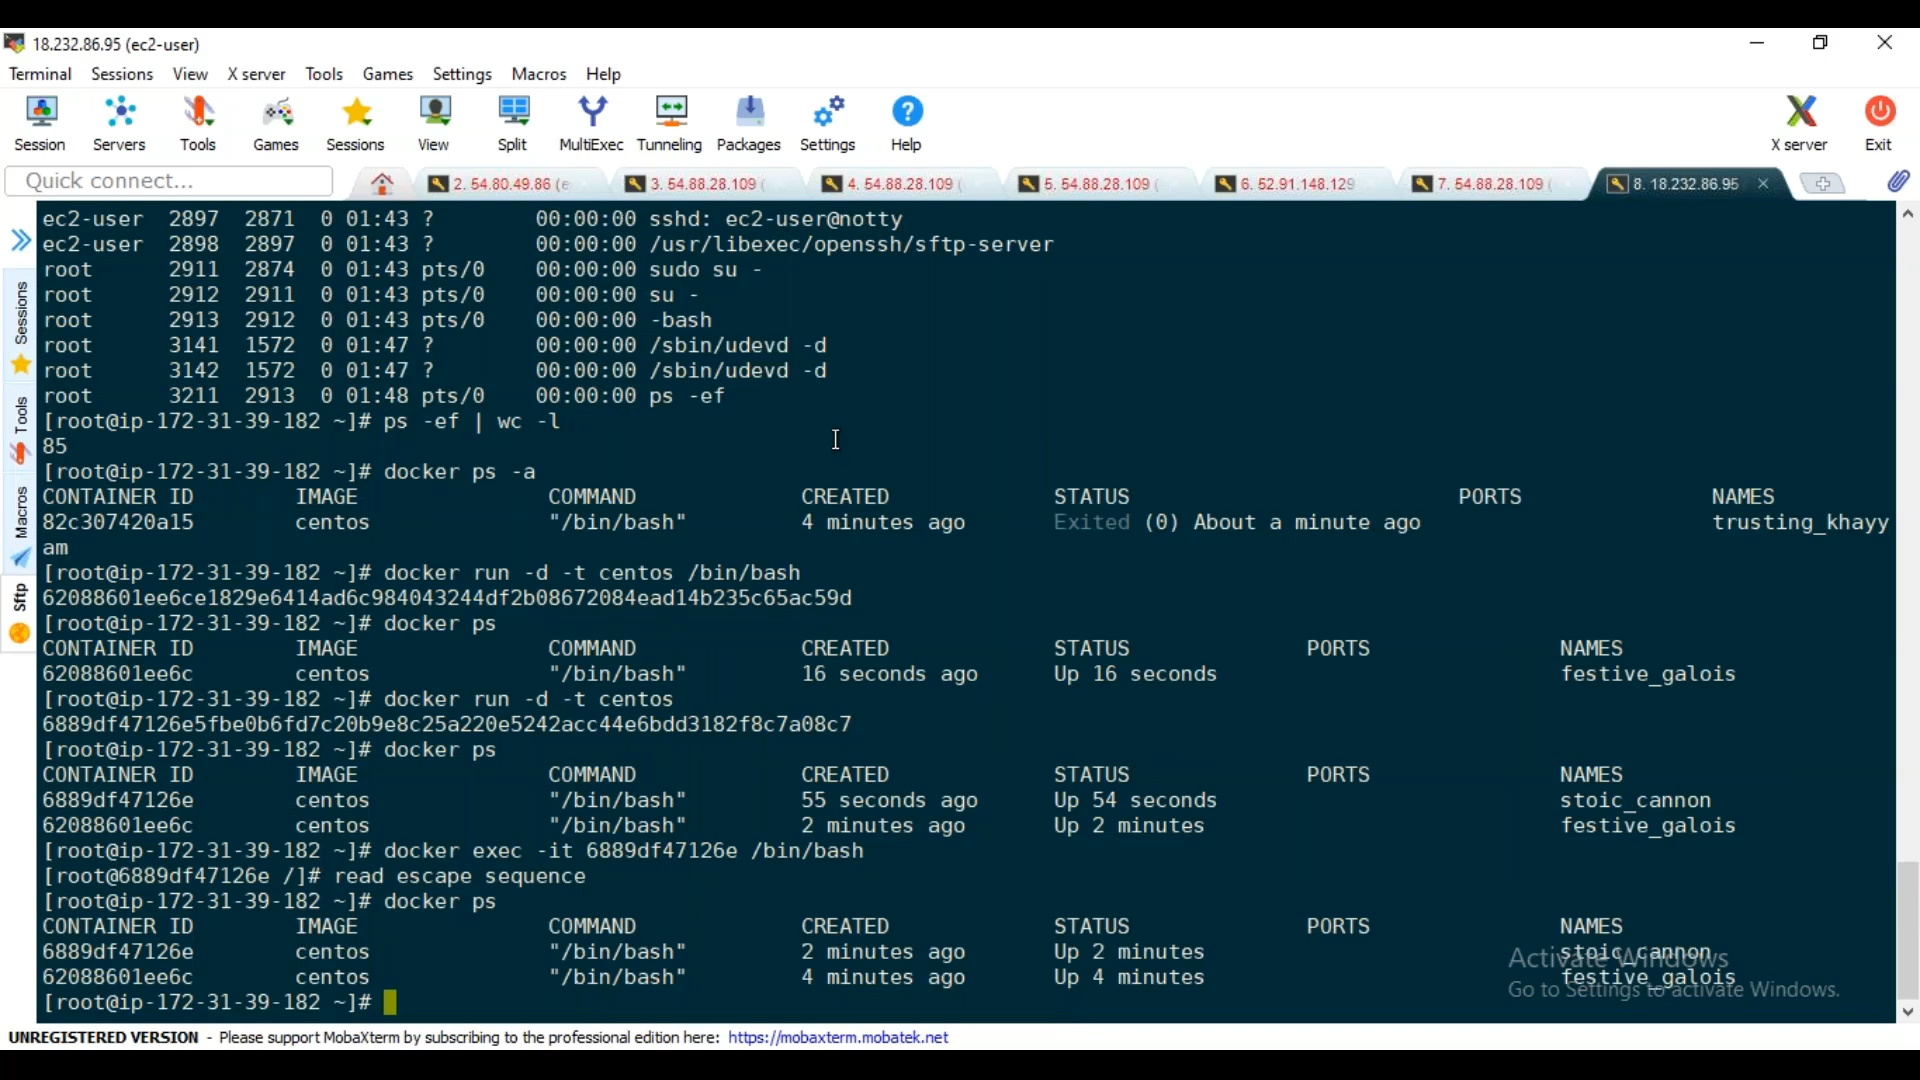 18.232.86.95 (ec2-user)
Terminal Sessions View X server Tools Games Settings Macros Help
Session Servers Tools Games Sessions View Split MultiExec Tunneling Packages Settings Help X server Exit
Quick connect... 2. 54.80.49.86 (e 3. 54.88.28.109 ( 4. 54.88.28.109 ( 5. 54.88.28.109 ( 6. 52.91.148.129 7. 54.88.28.109 ( 8. 18.232.86.95
Sessions
Tools
Macros
Sftp
ec2-user  2897  2871  0 01:43 ?        00:00:00 sshd: ec2-user@notty
ec2-user  2898  2897  0 01:43 ?        00:00:00 /usr/libexec/openssh/sftp-server
root      2911  2874  0 01:43 pts/0    00:00:00 sudo su -
root      2912  2911  0 01:43 pts/0    00:00:00 su -
root      2913  2912  0 01:43 pts/0    00:00:00 -bash
root      3141  1572  0 01:47 ?        00:00:00 /sbin/udevd -d
root      3142  1572  0 01:47 ?        00:00:00 /sbin/udevd -d
root      3211  2913  0 01:48 pts/0    00:00:00 ps -ef
[root@ip-172-31-39-182 ~]# ps -ef | wc -l
85
[root@ip-172-31-39-182 ~]# docker ps -a
CONTAINER ID        IMAGE               COMMAND             CREATED             STATUS                          PORTS               NAMES
82c307420a15        centos              "/bin/bash"         4 minutes ago       Exited (0) About a minute ago                       trusting_khayy
am
[root@ip-172-31-39-182 ~]# docker run -d -t centos /bin/bash
62088601ee6ce1829e6414ad6c984043244df2b08672084ead14b235c65ac59d
[root@ip-172-31-39-182 ~]# docker ps
CONTAINER ID        IMAGE               COMMAND             CREATED             STATUS              PORTS               NAMES
62088601ee6c        centos              "/bin/bash"         16 seconds ago      Up 16 seconds                           festive_galois
[root@ip-172-31-39-182 ~]# docker run -d -t centos
6889df47126e5fbe0b6fd7c20b9e8c25a220e5242acc44e6bdd3182f8c7a08c7
[root@ip-172-31-39-182 ~]# docker ps
CONTAINER ID        IMAGE               COMMAND             CREATED             STATUS              PORTS               NAMES
6889df47126e        centos              "/bin/bash"         55 seconds ago      Up 54 seconds                           stoic_cannon
62088601ee6c        centos              "/bin/bash"         2 minutes ago       Up 2 minutes                            festive_galois
[root@ip-172-31-39-182 ~]# docker exec -it 6889df47126e /bin/bash
[root@6889df47126e /]# read escape sequence
[root@ip-172-31-39-182 ~]# docker ps
CONTAINER ID        IMAGE               COMMAND             CREATED             STATUS              PORTS               NAMES
6889df47126e        centos              "/bin/bash"         2 minutes ago       Up 2 minutes                            stoic_cannon
62088601ee6c        centos              "/bin/bash"         4 minutes ago       Up 4 minutes                            festive_galois
[root@ip-172-31-39-182 ~]#
Activate Windows
Go to Settings to activate Windows.
UNREGISTERED VERSION - Please support MobaXterm by subscribing to the professional edition here: https://mobaxterm.mobatek.net